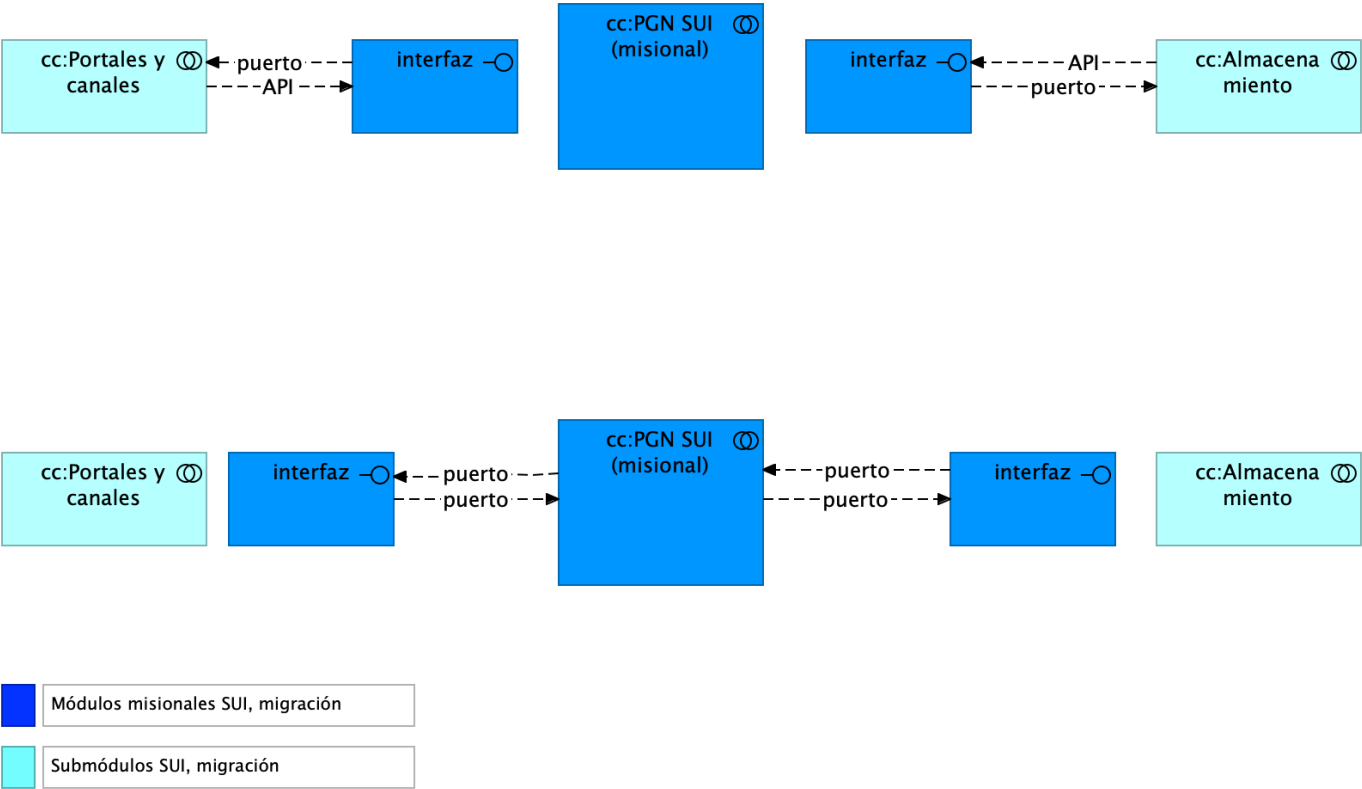 cc:PGN SUI
(misional)
cc:Portales y
canales
puerto
API
interfaz
interfaz
API
puerto
cc:Almacena
miento
cc:PGN SUI
(misional)
cc:Portales y
canales
interfaz
puerto
puerto
puerto
puerto
interfaz
cc:Almacena
miento
Módulos misionales SUI, migración
Submódulos SUI, migración